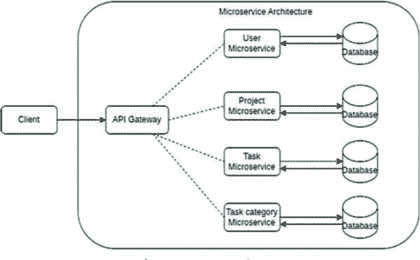 Microservice Architecture
User
Microservice
Database
Project
Microservice
Database
Client
API Gateway
Task
Microservice
Database
Task category
Microservice
Database